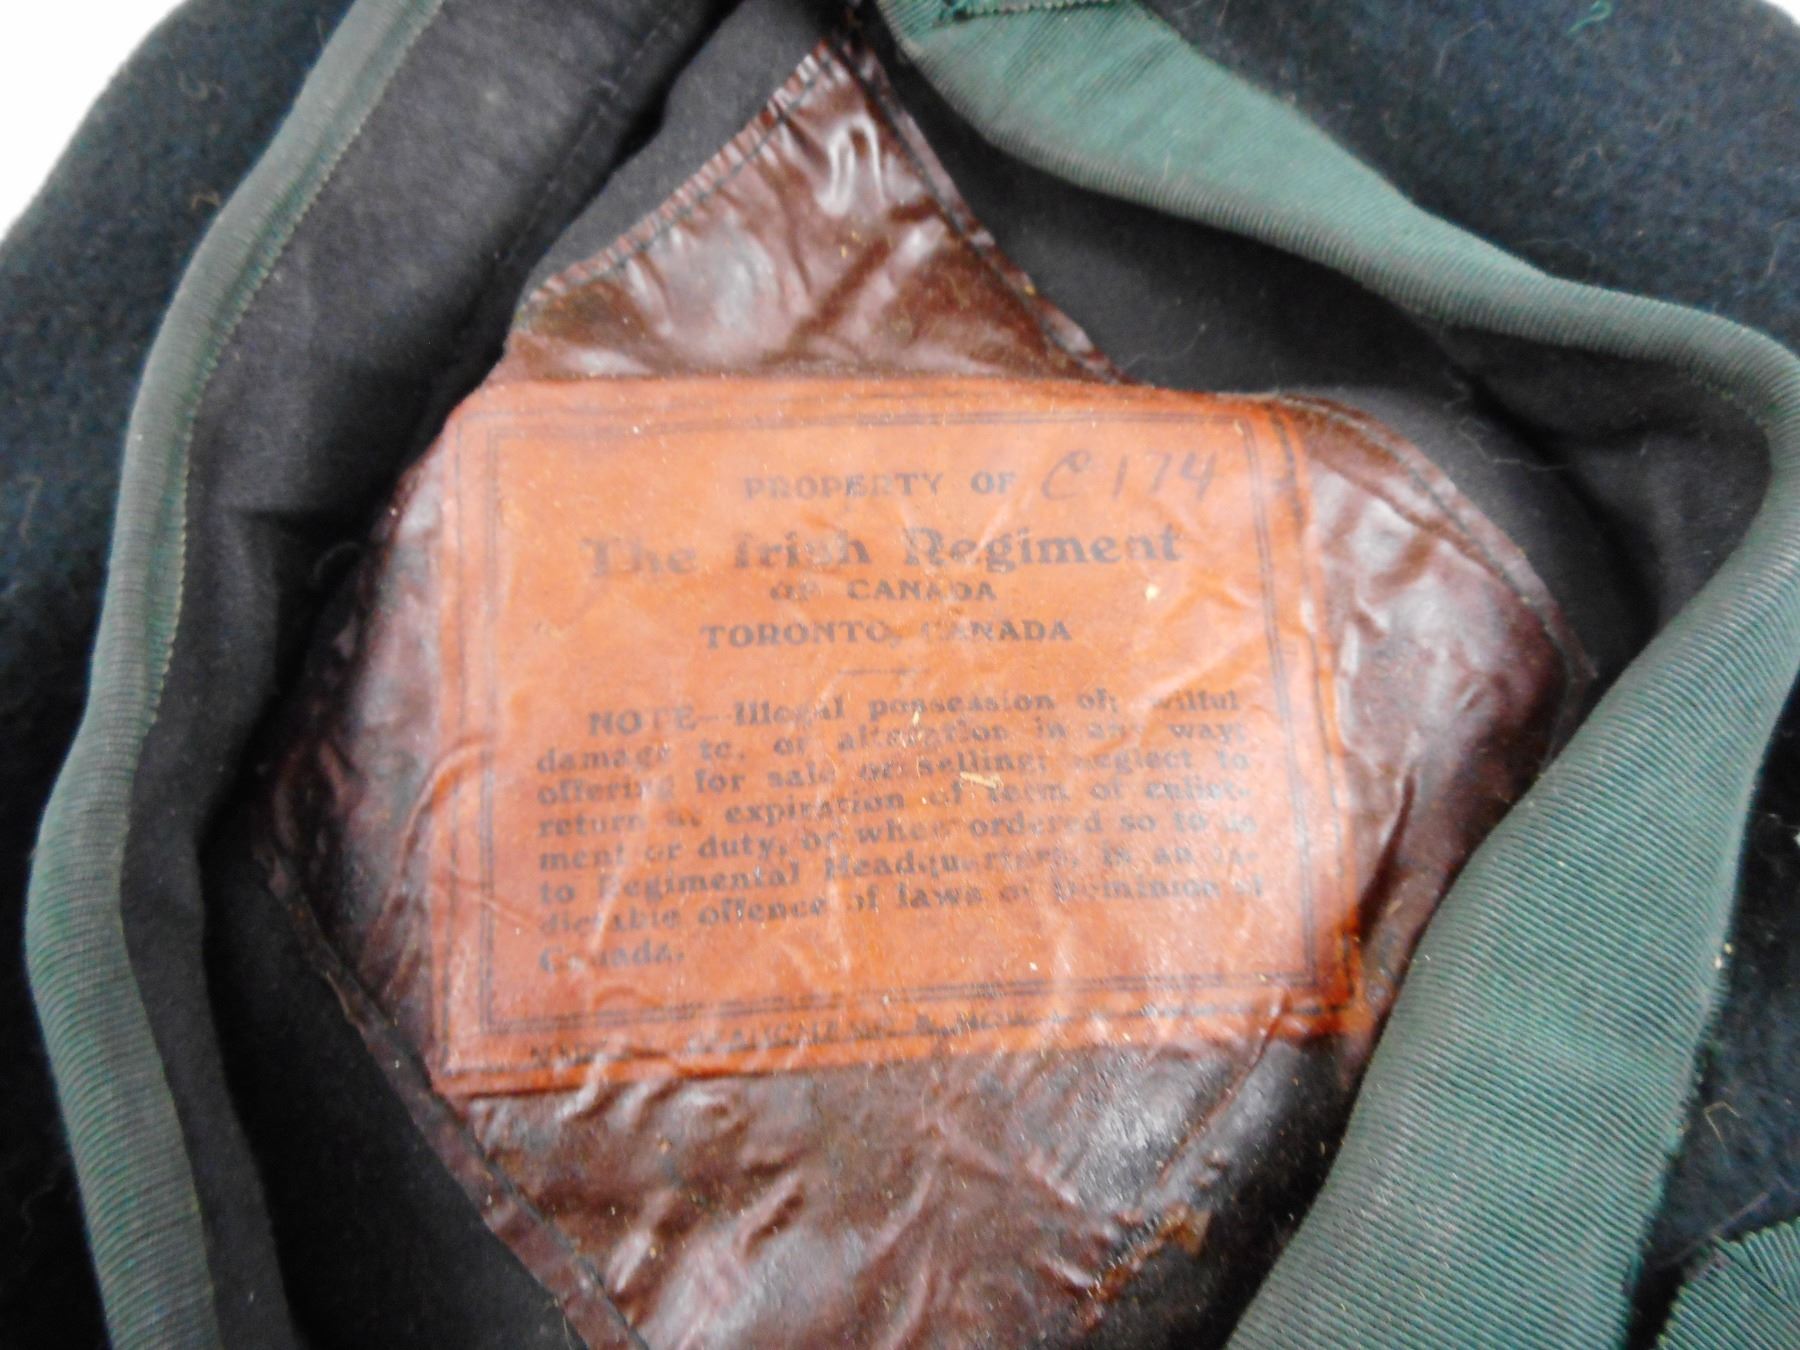 PROPERTY OF C174
The Irish Regiment
OF CANADA
TORONTO, CANADA
NOTE—Illegal possession of; wilful
damage to, or alteration in any way;
offering for sale or selling; neglect to
return at expiration of term of enlist-
ment or duty, or when ordered so to do
to Regimental Headquarters, is an in-
dictable offence of laws of Dominion of
Canada.